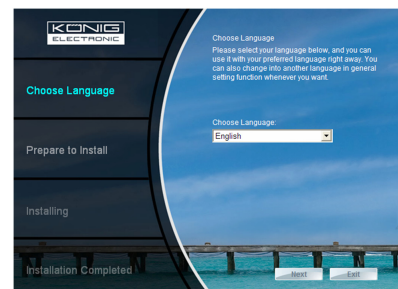 KÖNIG
ELECTRONIC
Choose Language
Prepare to Install
Installing
Installation Completed
Choose Language
Please select your language below, and you can
use it with your preferred language right away. You
can also change into another language in general
setting function whenever you want.
Choose Language:
English
Next
Exit